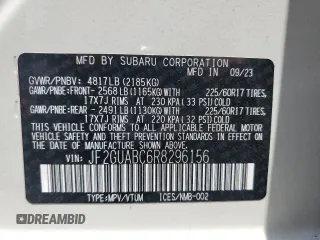 MFD BY SUBARU CORPORATION
GVWR/PNBV: 4817LB (2185KG) 09/23
GAWR/PNBE:FRONT- 2568LB (1165KG)WITH 225/60R17 TIRES,
17X7J RIMS AT 230 KPA (33 PSI) COLD
GAWR/PNBE:REAR - 2491LB (1130KG)WITH 225/60R17 TIRES,
17X7J RIMS AT 220 KPA (32 PSI) COLD
THIS VEHICLE CONFORMS TO ALL APPLICABLE FEDERAL MOTOR
VEHICLE SAFETY, BUMPER AND THEFT PREVENTION
STANDARDS IN EFFECT ON THE DATE
OF MANUFACTURE SHOWN ABOVE.
VIN: JF2GUABC6R8296156
TYPE:MPV/VTUM ICES/NMB-002
© DREAMBID